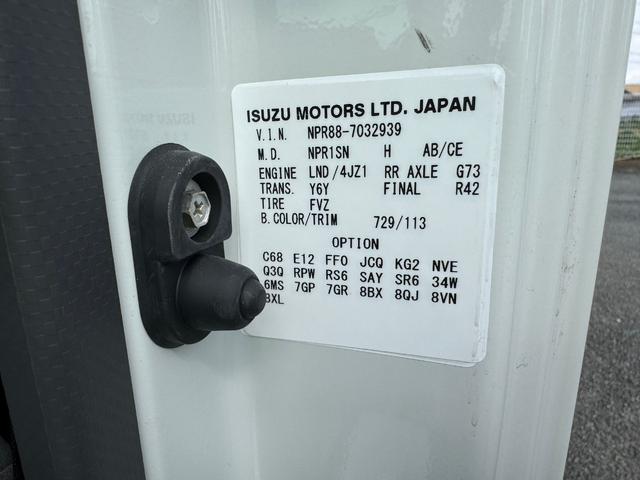 ISUZU MOTORS LTD. JAPAN
V.I.N. NPR88-7032939
M.D. NPR1SN H AB/CE
ENGINE LND/4JZ1 RR AXLE G73
TRANS. Y6Y FINAL R42
TIRE FVZ
B.COLOR/TRIM 729/113
OPTION
C68 E12 FF0 JCQ KG2 NVE
Q3Q RPW RS6 SAY SR6 34W
6MS 7GP 7GR 8BX 8QJ 8VN
8XL